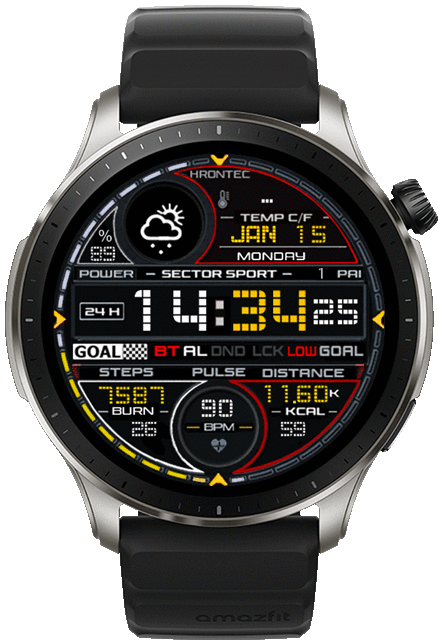 HRONTEC
--
TEMP C/F
% JAN 15
89 MONDAY
POWER – SECTOR SPORT – 1 PAI
24 H 14:34 25
GOAL BT AL DND LCK LOW GOAL
STEPS PULSE DISTANCE
7587 90 11.60K
BURN BPM KCAL
26 59
amazfit